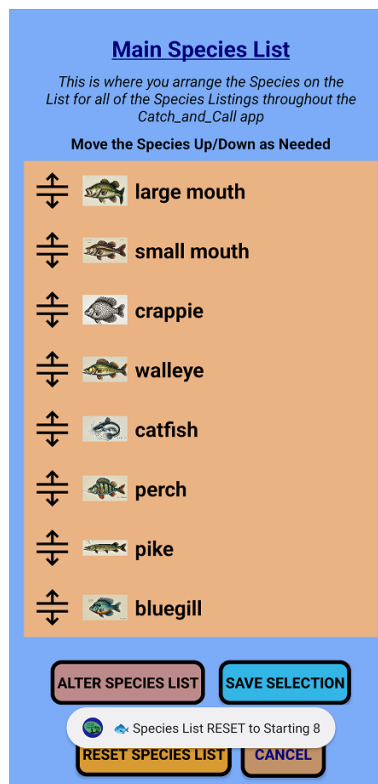 Main Species List
This is where you arrange the Species on the
List for all of the Species Listings throughout the
Catch_and_Call app
Move the Species Up/Down as Needed
large mouth
small mouth
crappie
walleye
catfish
perch
pike
bluegill
ALTER SPECIES LIST
SAVE SELECTION
🐟 Species List RESET to Starting 8
RESET SPECIES LIST
CANCEL